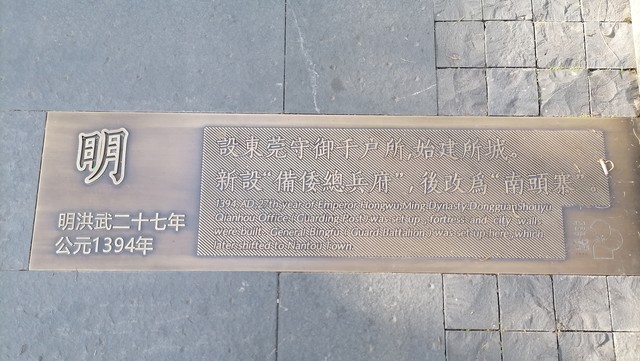 明
明洪武二十七年
公元1394年
設東莞守御千户所,始建所城。
新設“備倭總兵府”,後改爲“南頭寨”。
1394 AD,27th year of Emperor Hongwu,Ming Dynasty,Dongguan Shouyu
Qianhou Office (Guarding Post) was set up, fortress and city walls
were built. General Bingfu ( Guard Battalion ) was set up here, which
later shifted to Nantou Town.